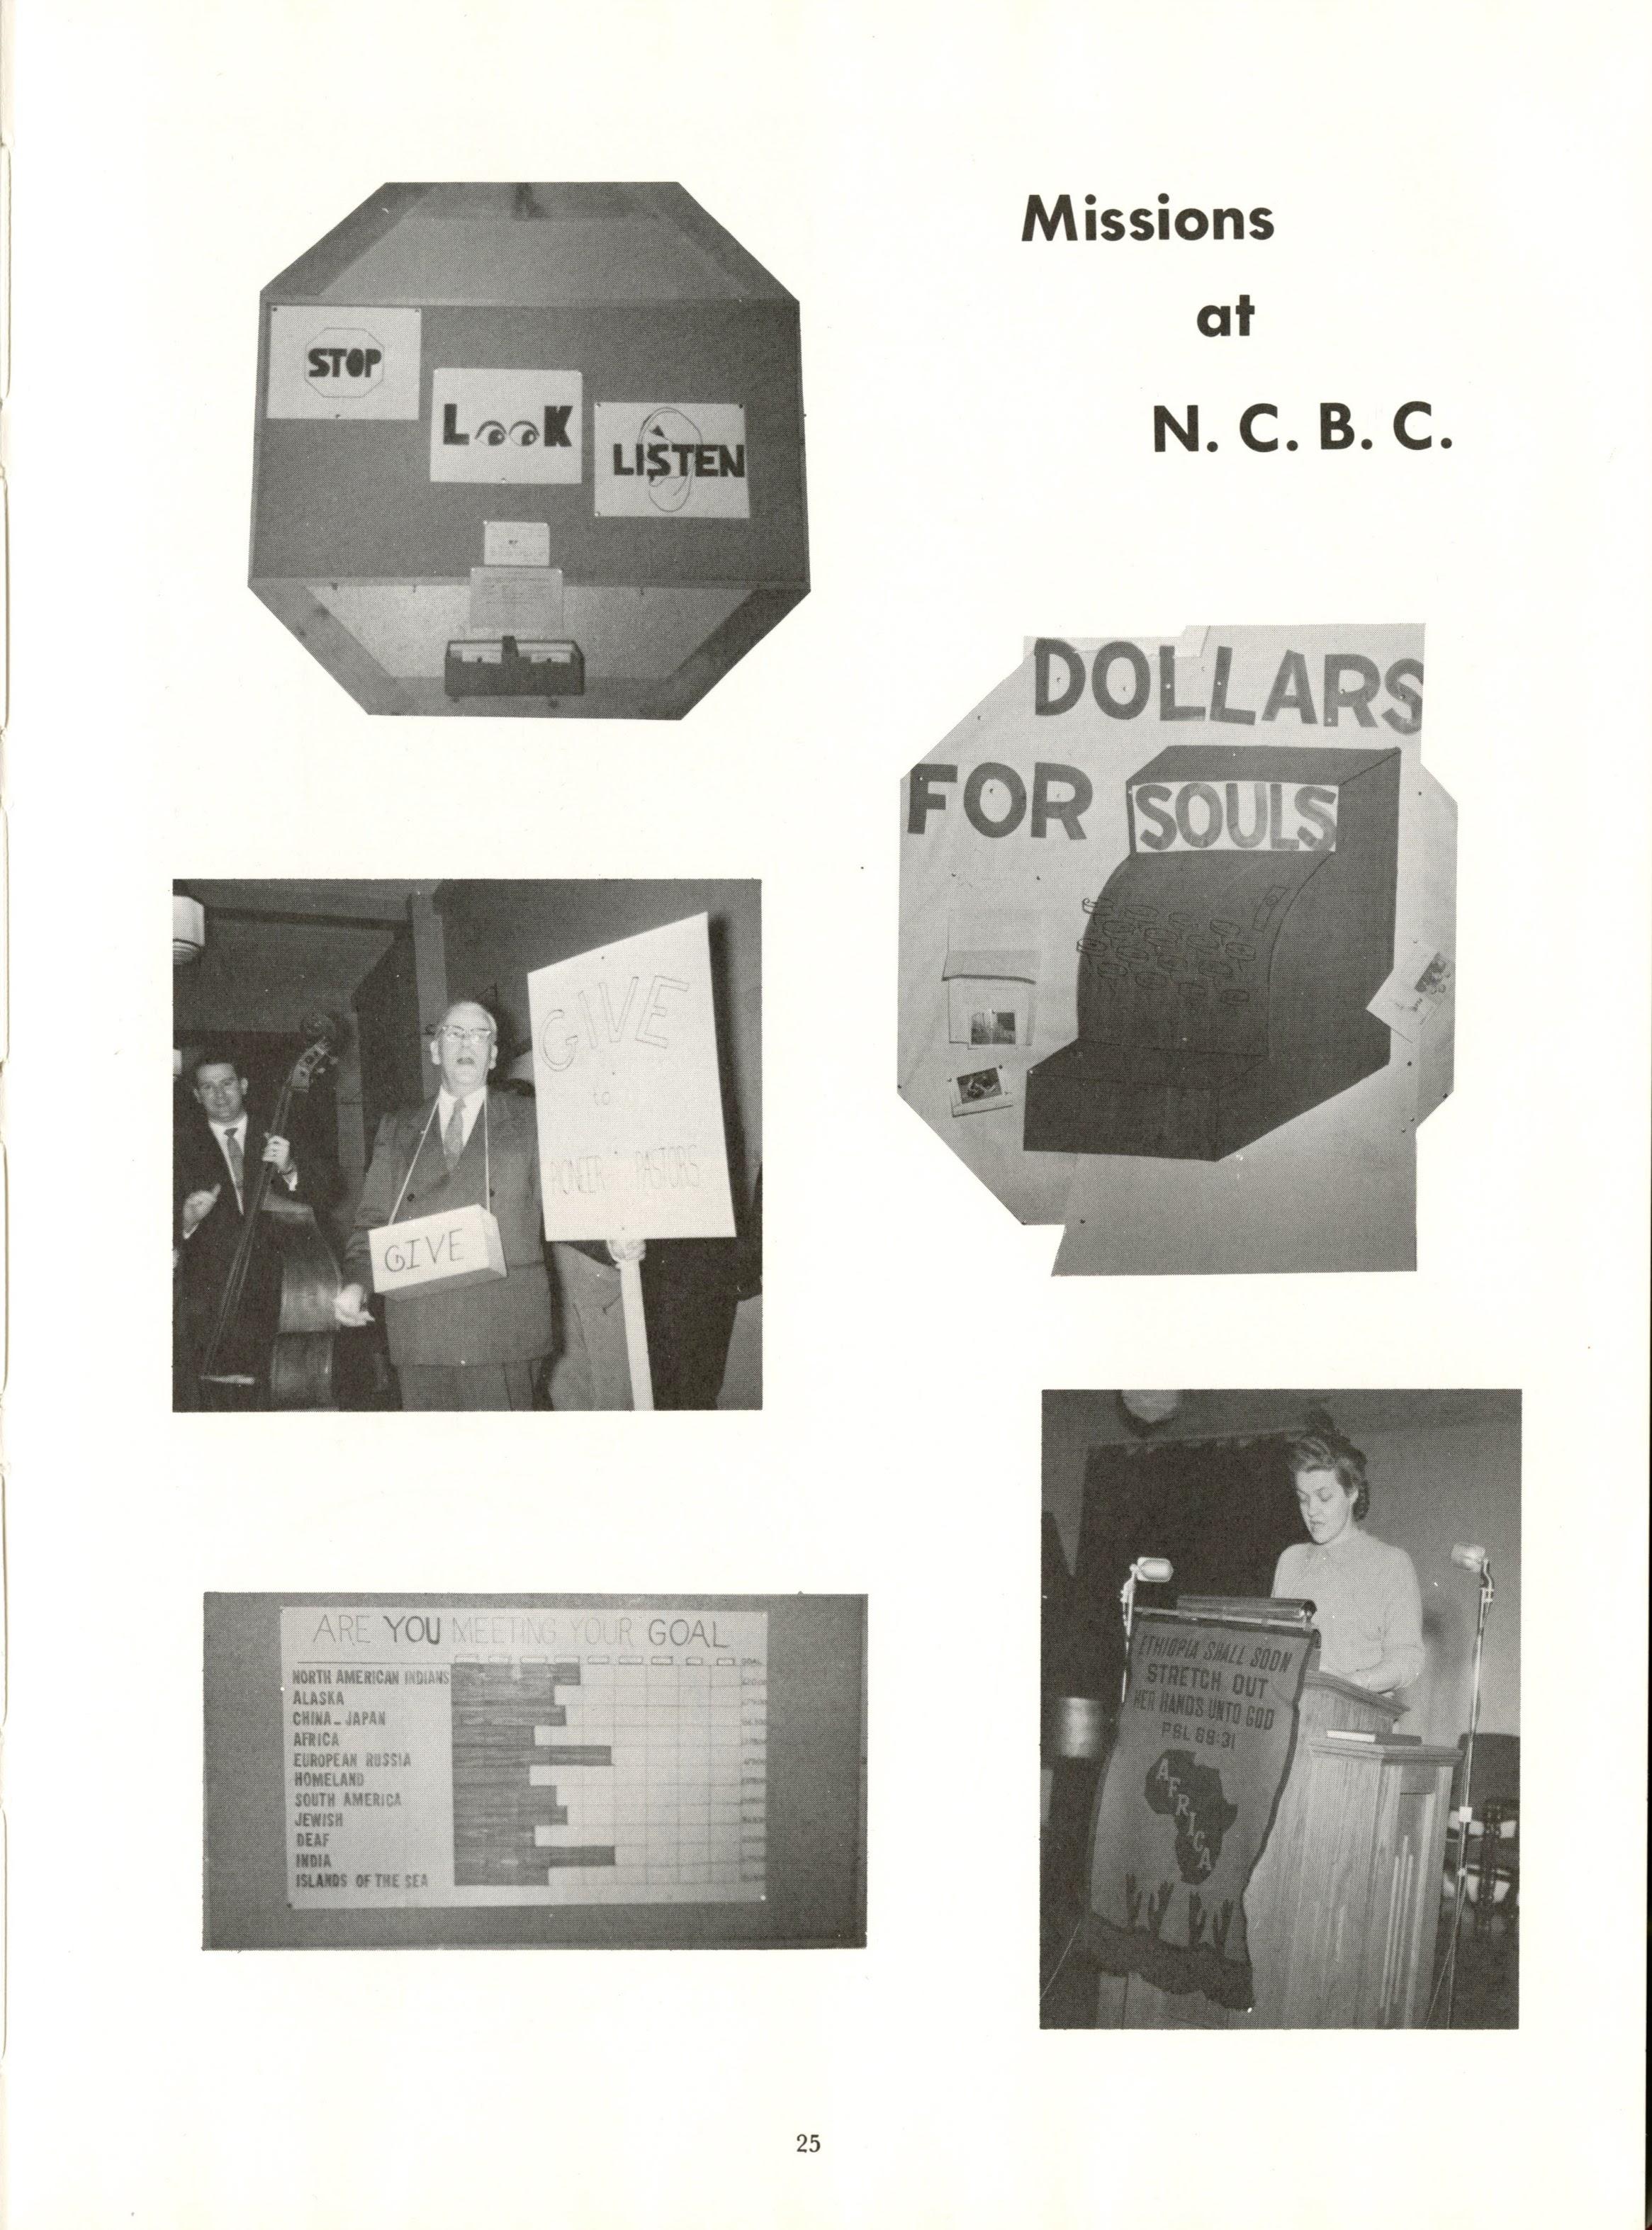 Missions
at
N. C. B. C.
STOP
LOOK
LISTEN
DOLLARS
FOR SOULS
GIVE
to
PIONEER PASTORS
GIVE
ARE YOU MEETING YOUR GOAL
GOAL
NORTH AMERICAN INDIANS
ALASKA
CHINA - JAPAN
AFRICA
EUROPEAN RUSSIA
HOMELAND
SOUTH AMERICA
JEWISH
DEAF
INDIA
ISLANDS OF THE SEA
ETHIOPIA SHALL SOON
STRETCH OUT
HER HANDS UNTO GOD
PSL 68:31
AFRICA
25